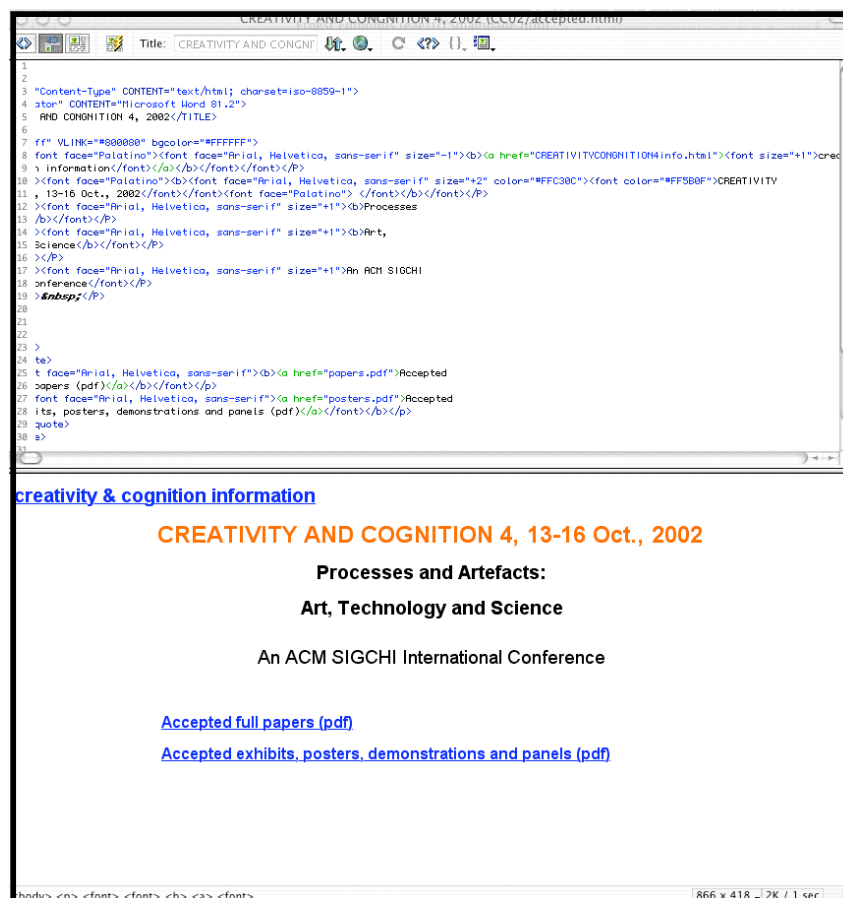 CREATIVITY AND CONGNITION 4, 2002 (CC02/accepted.html)
Title: CREATIVITY AND CONGNIT
1
2
3 "Content-Type" CONTENT="text/html; charset=iso-8859-1">
4 ator" CONTENT="Microsoft Word 81.2">
5 AND CONGNITION 4, 2002</TITLE>
6
7 ff" VLINK="#800080" bgcolor="#FFFFFF">
8 font face="Palatino"><font face="Arial, Helvetica, sans-serif" size="-1"><b><a href="CREATIVITYCONGNITION4info.html"><font size="+1">crea
9 n information</font></a></b></font></font></P>
10 ><font face="Palatino"><b><font face="Arial, Helvetica, sans-serif" size="+2" color="#FFC30C"><font color="#FF5B0F">CREATIVITY
11 , 13-16 Oct., 2002</font></font><font face="Palatino"> </font></b></font></P>
12 ><font face="Arial, Helvetica, sans-serif" size="+1"><b>Processes
13 /b></font></P>
14 ><font face="Arial, Helvetica, sans-serif" size="+1"><b>Art,
15 Science</b></font></P>
16 ></P>
17 ><font face="Arial, Helvetica, sans-serif" size="+1">An ACM SIGCHI
18 onference</font></P>
19 >&nbsp;</P>
20
21
22
23 >
24 te>
25 t face="Arial, Helvetica, sans-serif"><b><a href="papers.pdf">Accepted
26 papers (pdf)</a></b></font></p>
27 font face="Arial, Helvetica, sans-serif"><a href="posters.pdf">Accepted
28 its, posters, demonstrations and panels (pdf)</a></font></b></p>
29 quote>
30 e>
31
creativity & cognition information
CREATIVITY AND COGNITION 4, 13-16 Oct., 2002
Processes and Artefacts:
Art, Technology and Science
An ACM SIGCHI International Conference
Accepted full papers (pdf)
Accepted exhibits, posters, demonstrations and panels (pdf)
<body> <p> <font> <font> <b> <a> <font> 866 x 418 2K / 1 sec